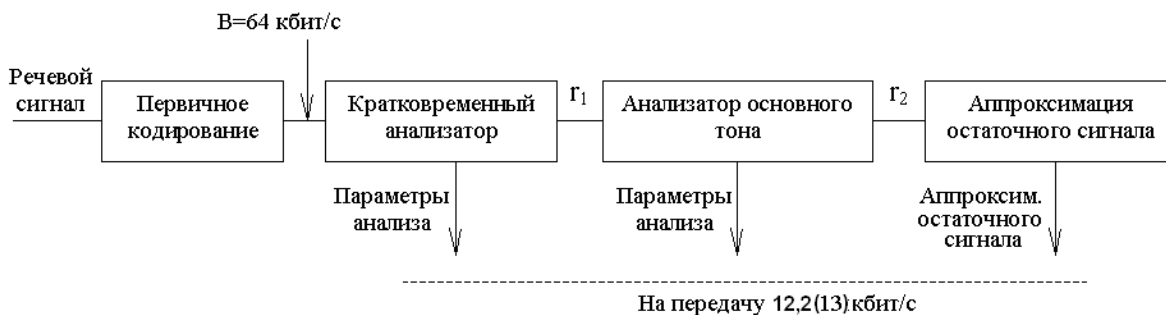 B=64 кбит/с
Речевой
сигнал
Первичное
кодирование
Кратковременный
анализатор
r₁
Анализатор основного
тона
r₂
Аппроксимация
остаточного сигнала
Параметры
анализа
Параметры
анализа
Аппроксим.
остаточного
сигнала
На передачу 12,2(13) кбит/с